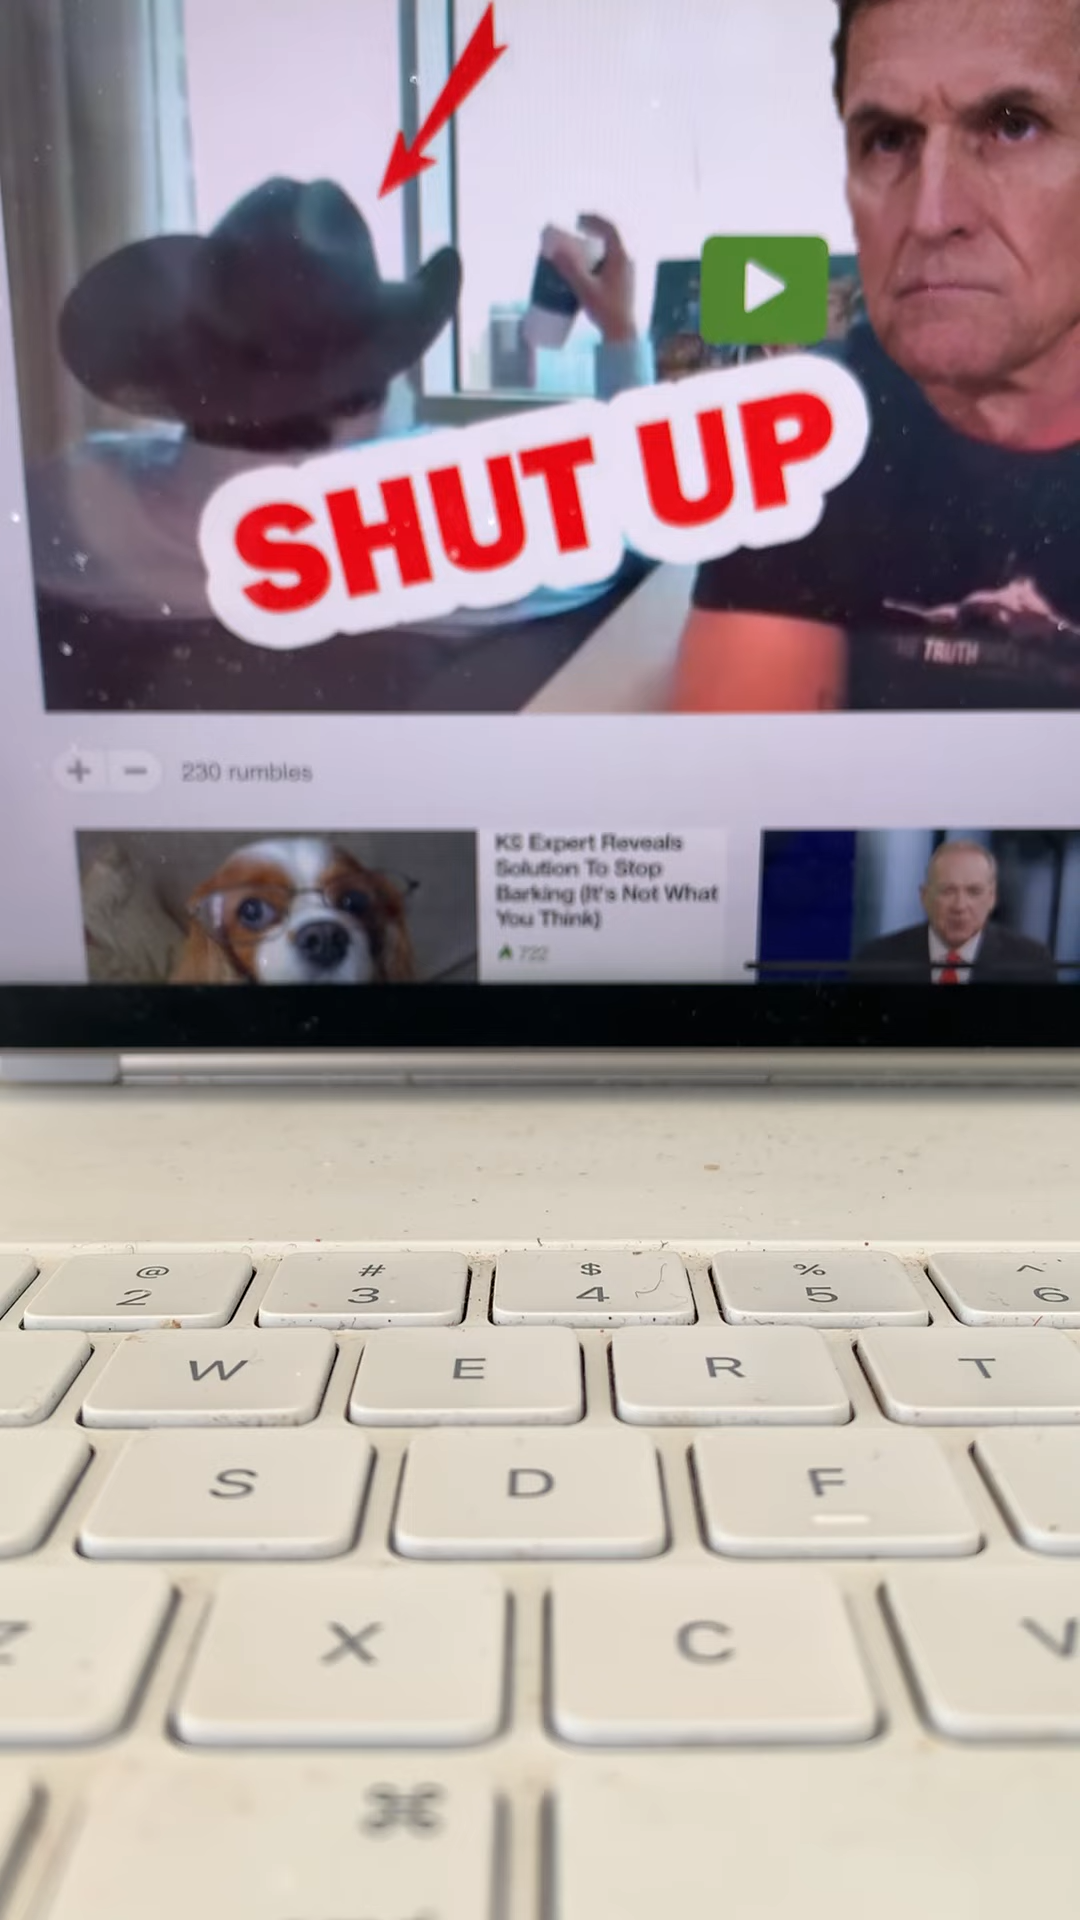 SHUT UP
TRUTH
230 rumbles
K9 Expert Reveals
Solution To Stop
Barking (It's Not What
You Think)
722
@ # $ % ^
2 3 4 5 6
W E R T
S D F
Z X C V
⌘